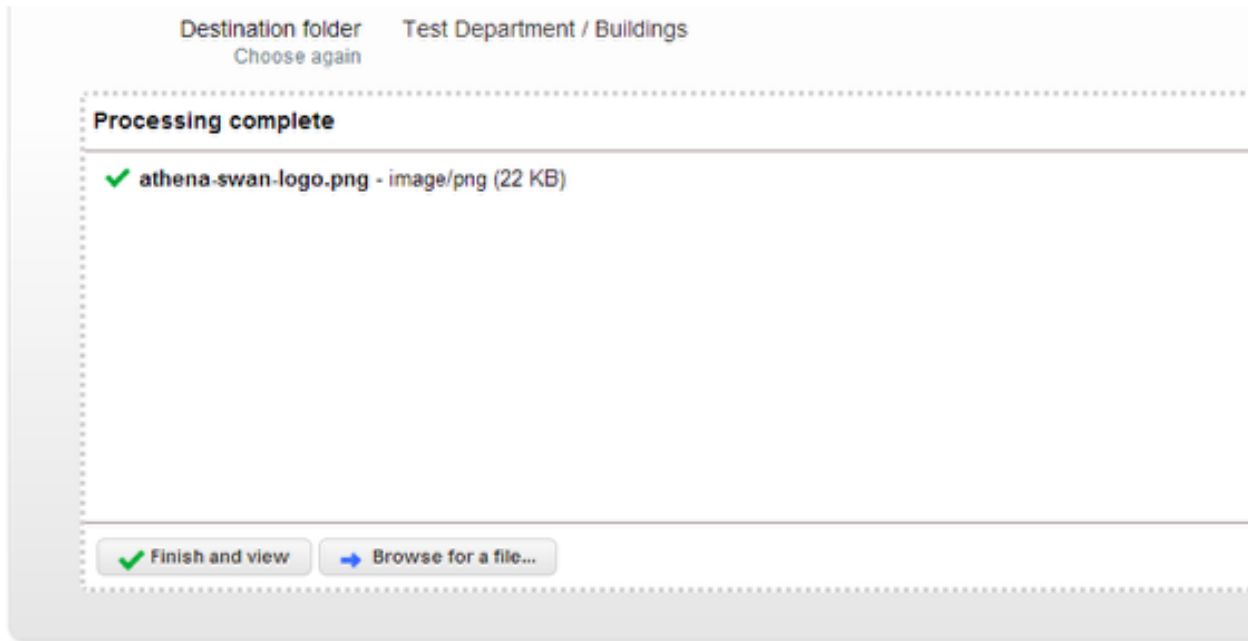 Destination folder Test Department / Buildings
Choose again
Processing complete
athena-swan-logo.png - image/png (22 KB)
Finish and view Browse for a file...